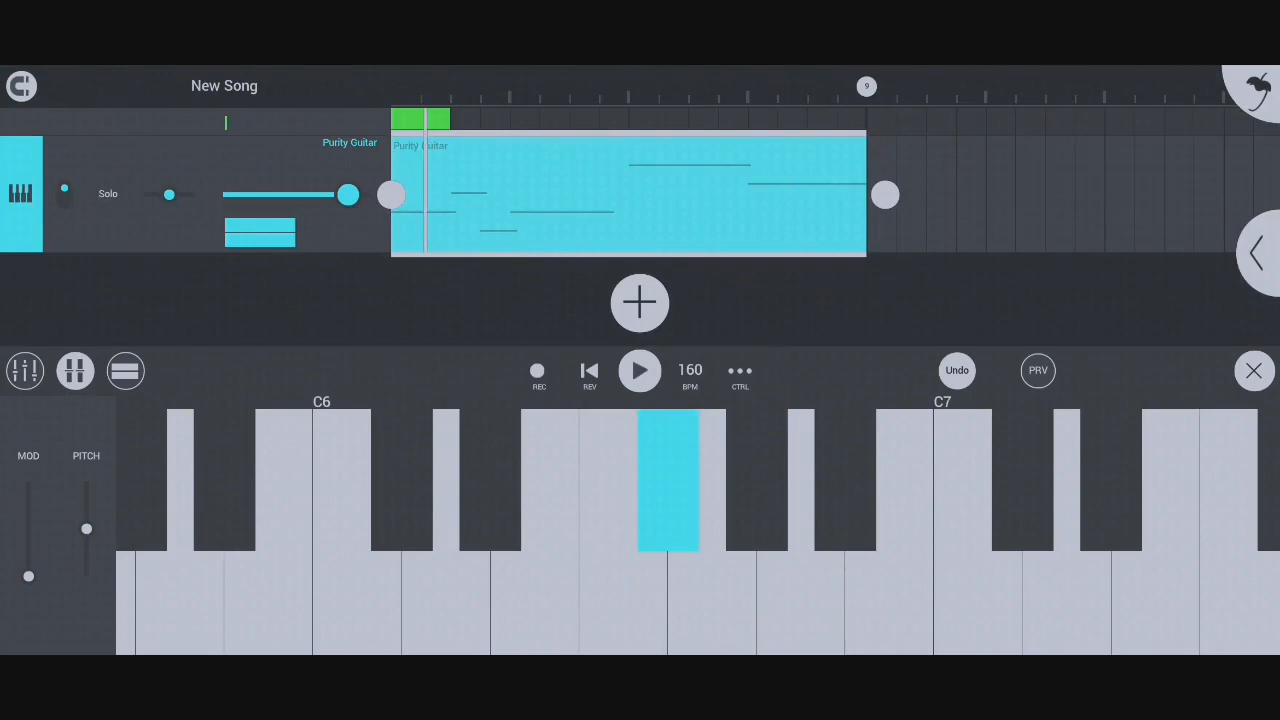 New Song
9
Purity Guitar
Purity Guitar
Solo
REC
REV
160
BPM
CTRL
Undo
PRV
C6
C7
MOD
PITCH